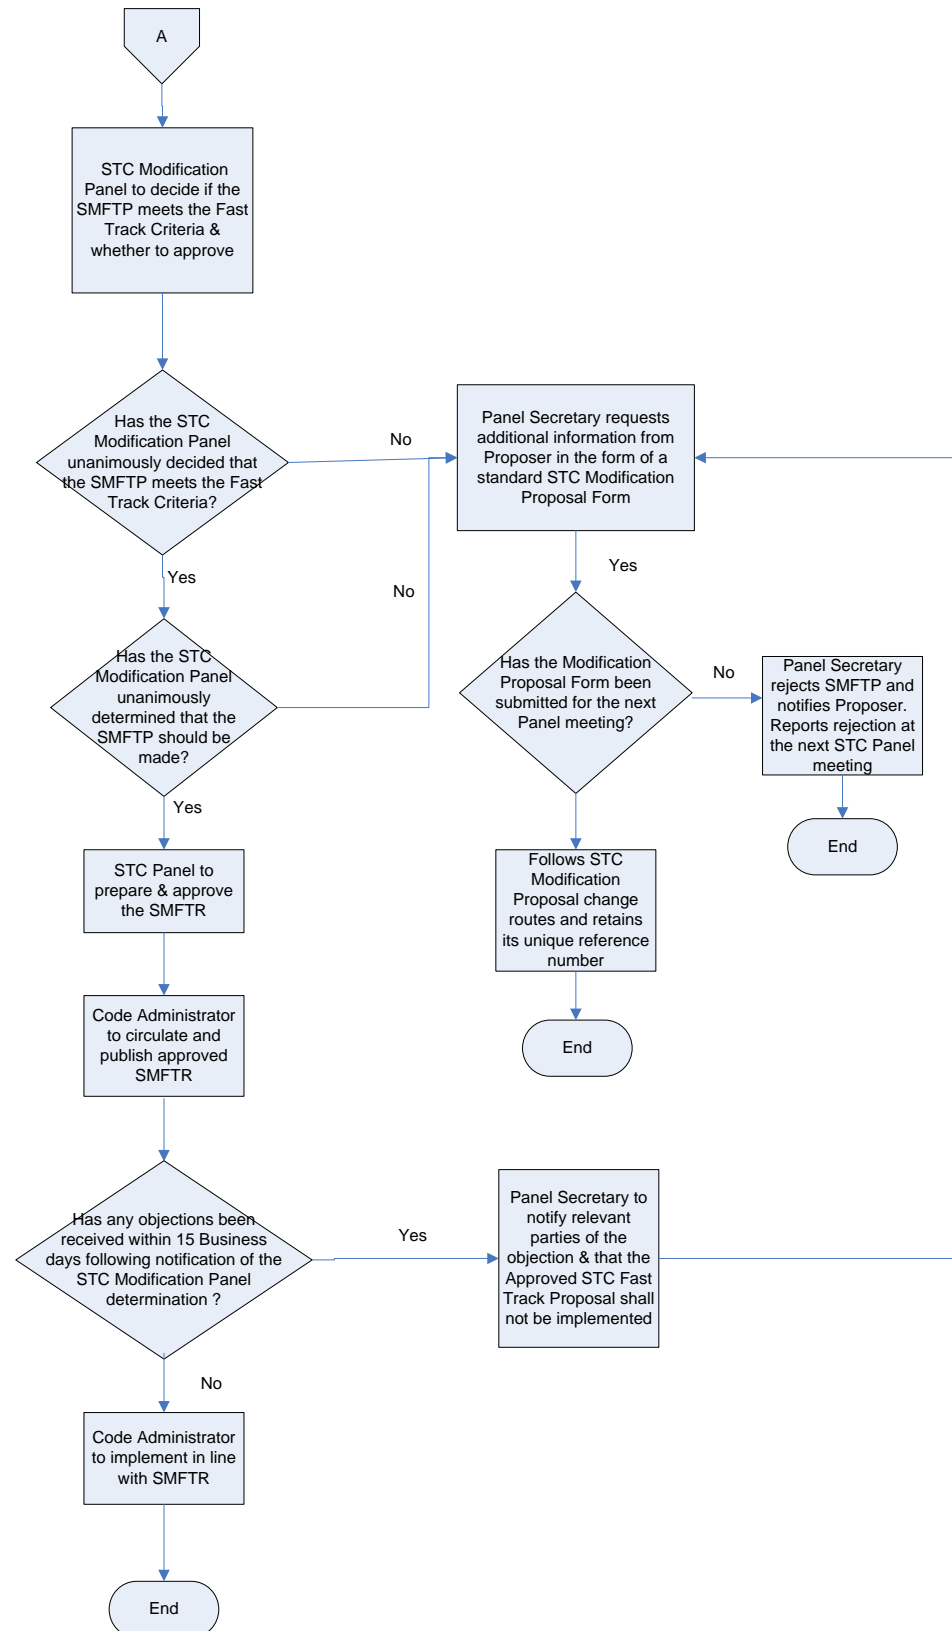 A
STC Modification
Panel to decide if the
SMFTP meets the Fast
Track Criteria &
whether to approve
Has the STC
Modification Panel
unanimously decided that
the SMFTP meets the Fast
Track Criteria?
No
Panel Secretary requests
additional information from
Proposer in the form of a
standard STC Modification
Proposal Form
Yes
No
Yes
Has the STC
Modification Panel
unanimously
determined that the
SMFTP should be
made?
Has the Modification
Proposal Form been
submitted for the next
Panel meeting?
No
Panel Secretary
rejects SMFTP and
notifies Proposer.
Reports rejection at
the next STC Panel
meeting
End
Yes
STC Panel to
prepare & approve
the SMFTR
Follows STC
Modification
Proposal change
routes and retains
its unique reference
number
End
Code Administrator
to circulate and
publish approved
SMFTR
Has any objections been
received within 15 Business
days following notification of the
STC Modification Panel
determination ?
Yes
Panel Secretary to
notify relevant
parties of the
objection & that the
Approved STC Fast
Track Proposal shall
not be implemented
No
Code Administrator
to implement in line
with SMFTR
End